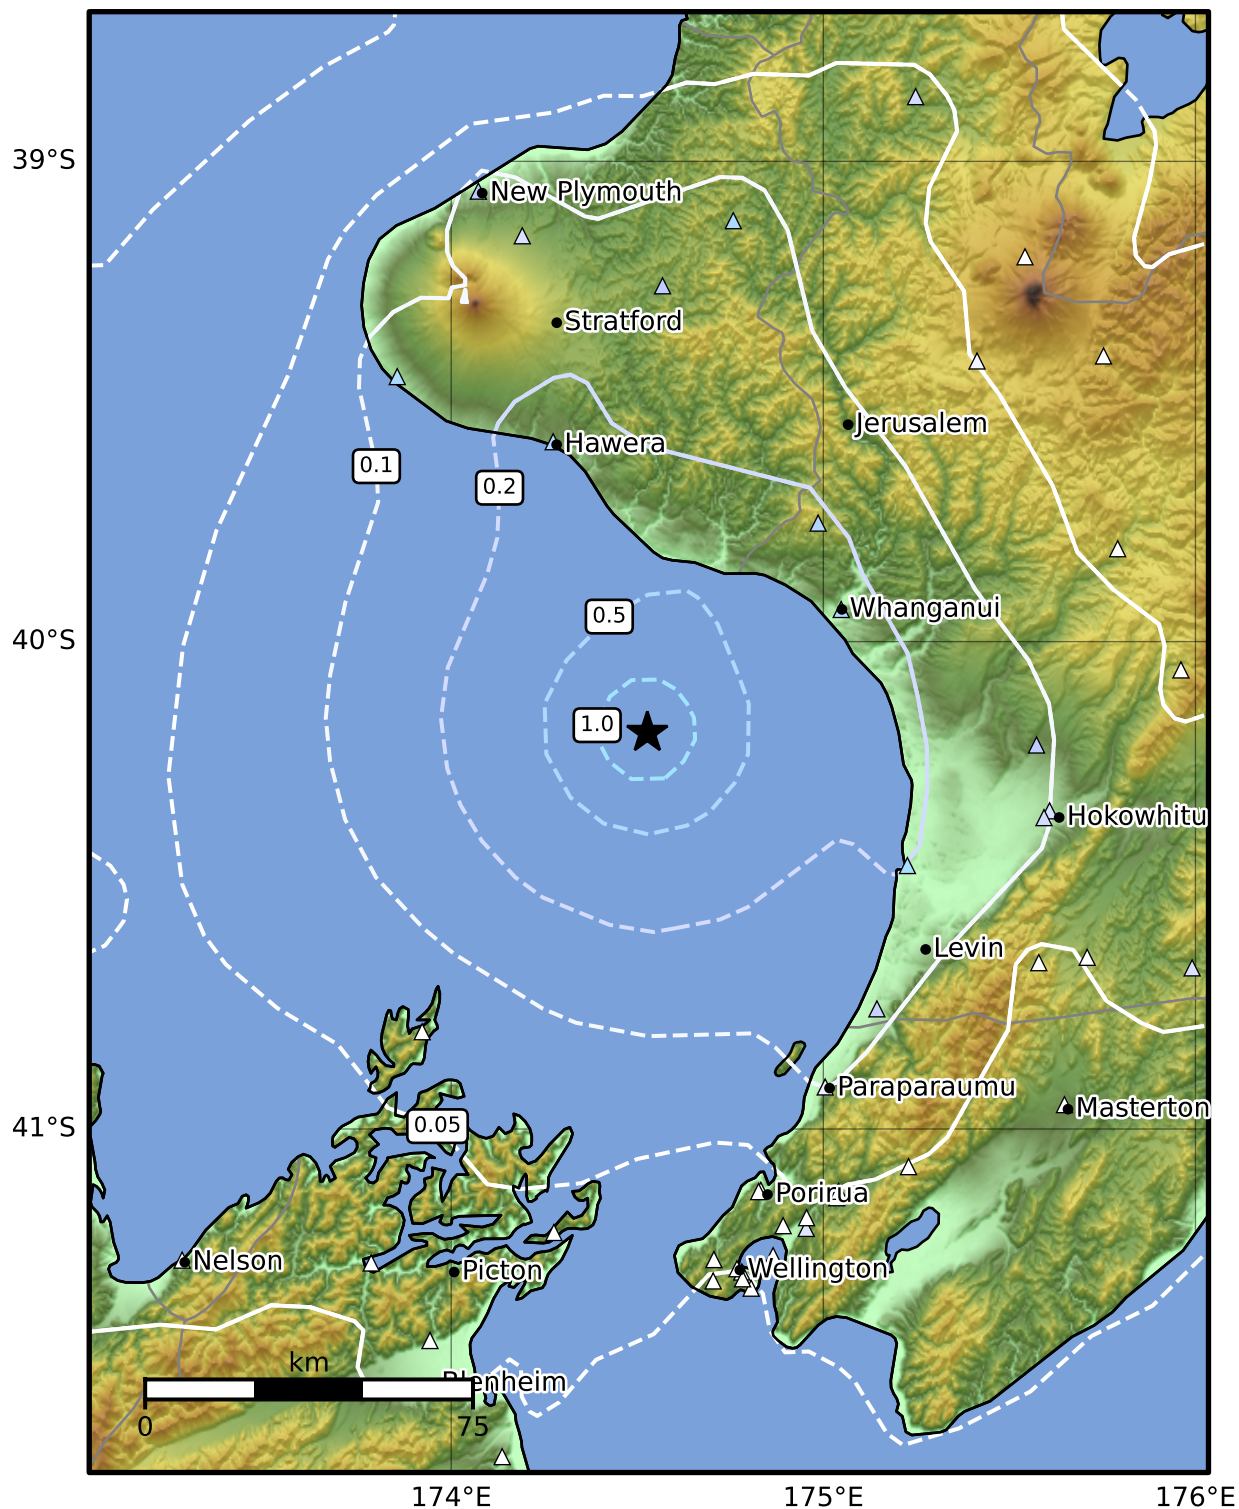 39°S
New Plymouth
Stratford
Jerusalem
Hawera
0.1
0.2
Whanganui
0.5
40°S
1.0
Hokowhitu
Levin
Paraparaumu
Masterton
0.05
41°S
Porirua
Nelson
Picton
Wellington
km
Blenheim
0
75
174°E
175°E
176°E